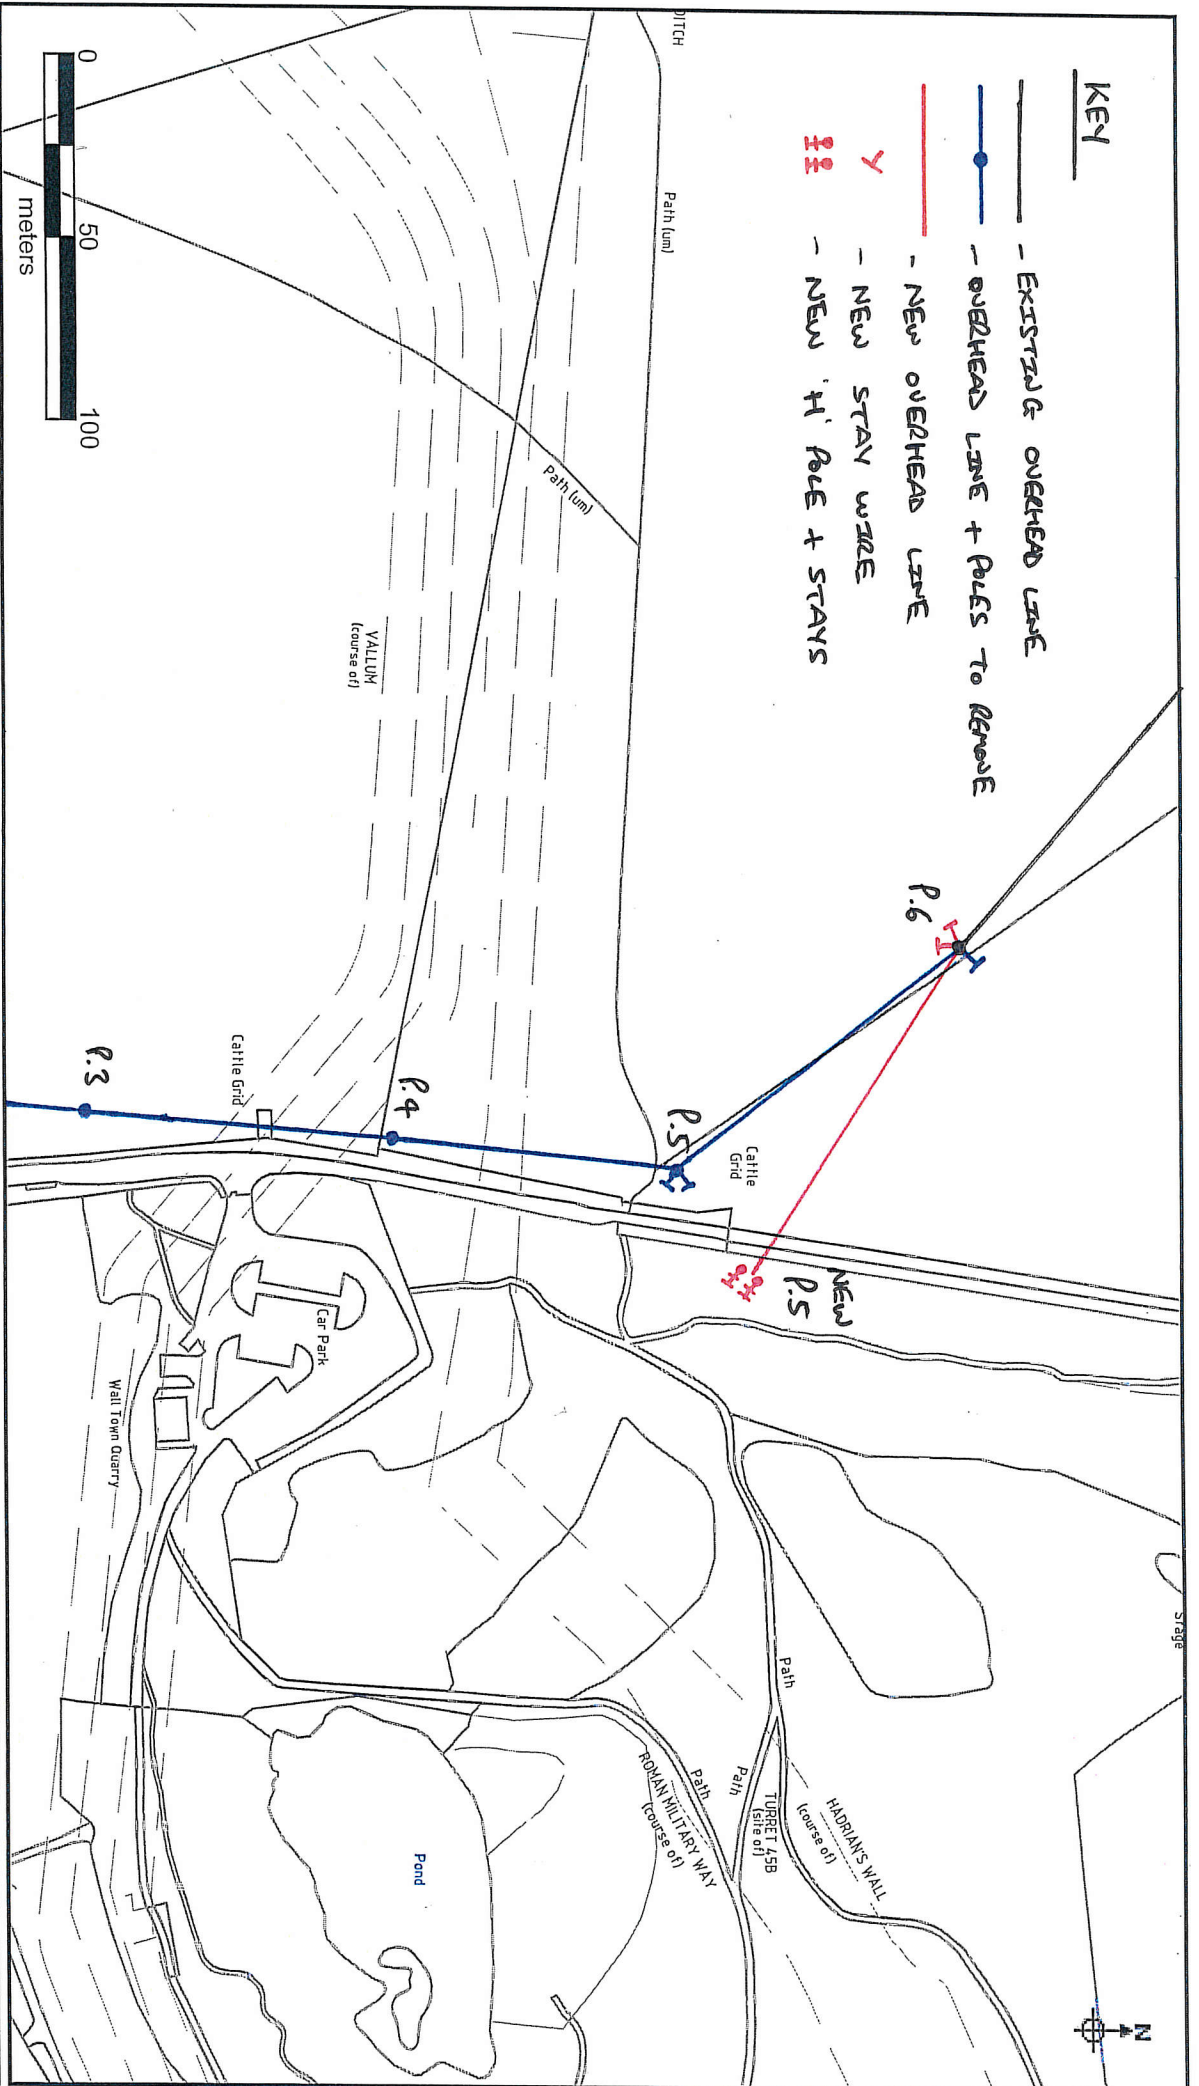 KEY
- EXISTING OVERHEAD LINE
- OVERHEAD LINE + POLES TO REMOVE
- NEW OVERHEAD LINE
- NEW STAY WIRE
- NEW 'H' POLE + STAYS
Stage
N
P.6
NEW
P.5
Cattle
Grid
P.5
DITCH
Path (um)
Path
HADRIAN'S WALL
(course of)
TURRET 45B
(site of)
Path
Path
ROMAN MILITARY WAY
(course of)
Path (um)
P.4
VALLUM
(course of)
Car Park
Pond
Cattle Grid
P.3
Wall Town Quarry
0 50 100
meters